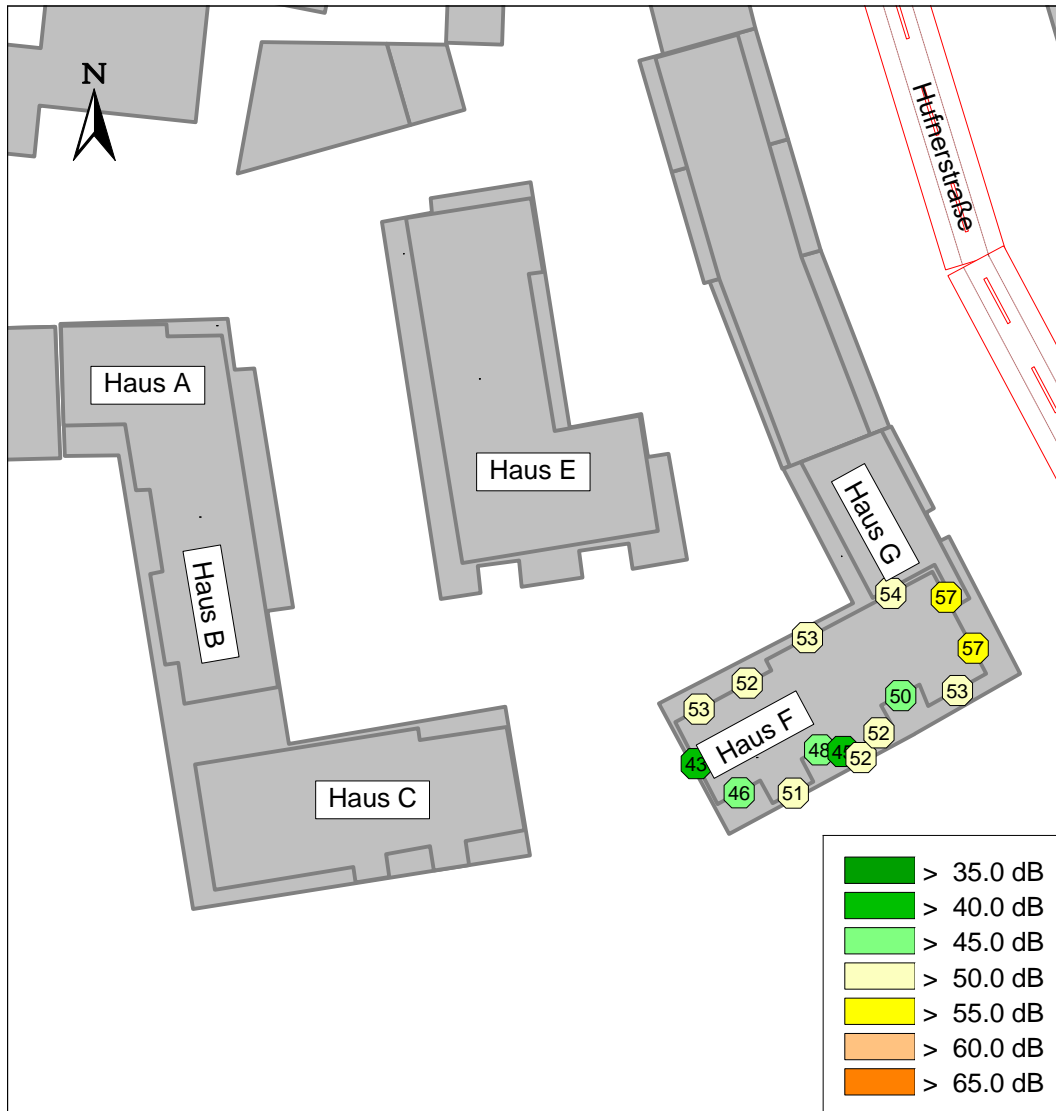 N
Hufnerstraße
Haus A
Haus E
Haus G
Haus B
54
57
53
57
52
53
50
53
Haus F
52
48
45
52
43
46
51
Haus C
> 35.0 dB
> 40.0 dB
> 45.0 dB
> 50.0 dB
> 55.0 dB
> 60.0 dB
> 65.0 dB